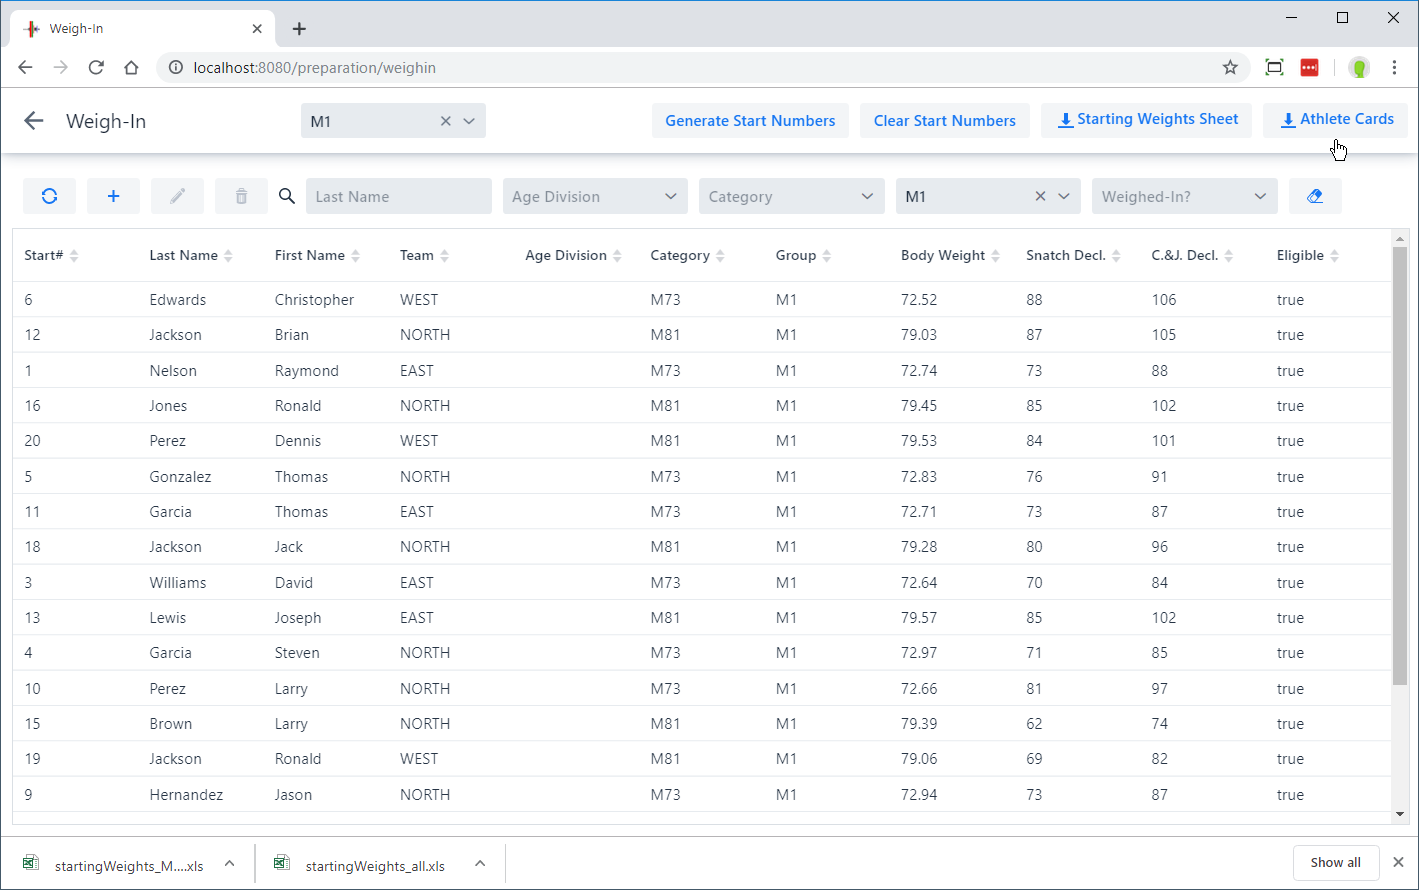 Weigh-In
localhost:8080/preparation/weighin
Weigh-In M1 Generate Start Numbers Clear Start Numbers Starting Weights Sheet Athlete Cards
Last Name Age Division Category M1 Weighed-In?
Start# Last Name First Name Team Age Division Category Group Body Weight Snatch Decl. C.&J. Decl. Eligible
6 Edwards Christopher WEST M73 M1 72.52 88 106 true
12 Jackson Brian NORTH M81 M1 79.03 87 105 true
1 Nelson Raymond EAST M73 M1 72.74 73 88 true
16 Jones Ronald NORTH M81 M1 79.45 85 102 true
20 Perez Dennis WEST M81 M1 79.53 84 101 true
5 Gonzalez Thomas NORTH M73 M1 72.83 76 91 true
11 Garcia Thomas EAST M73 M1 72.71 73 87 true
18 Jackson Jack NORTH M81 M1 79.28 80 96 true
3 Williams David EAST M73 M1 72.64 70 84 true
13 Lewis Joseph EAST M81 M1 79.57 85 102 true
4 Garcia Steven NORTH M73 M1 72.97 71 85 true
10 Perez Larry NORTH M73 M1 72.66 81 97 true
15 Brown Larry NORTH M81 M1 79.39 62 74 true
19 Jackson Ronald WEST M81 M1 79.06 69 82 true
9 Hernandez Jason NORTH M73 M1 72.94 73 87 true
startingWeights_M....xls startingWeights_all.xls Show all